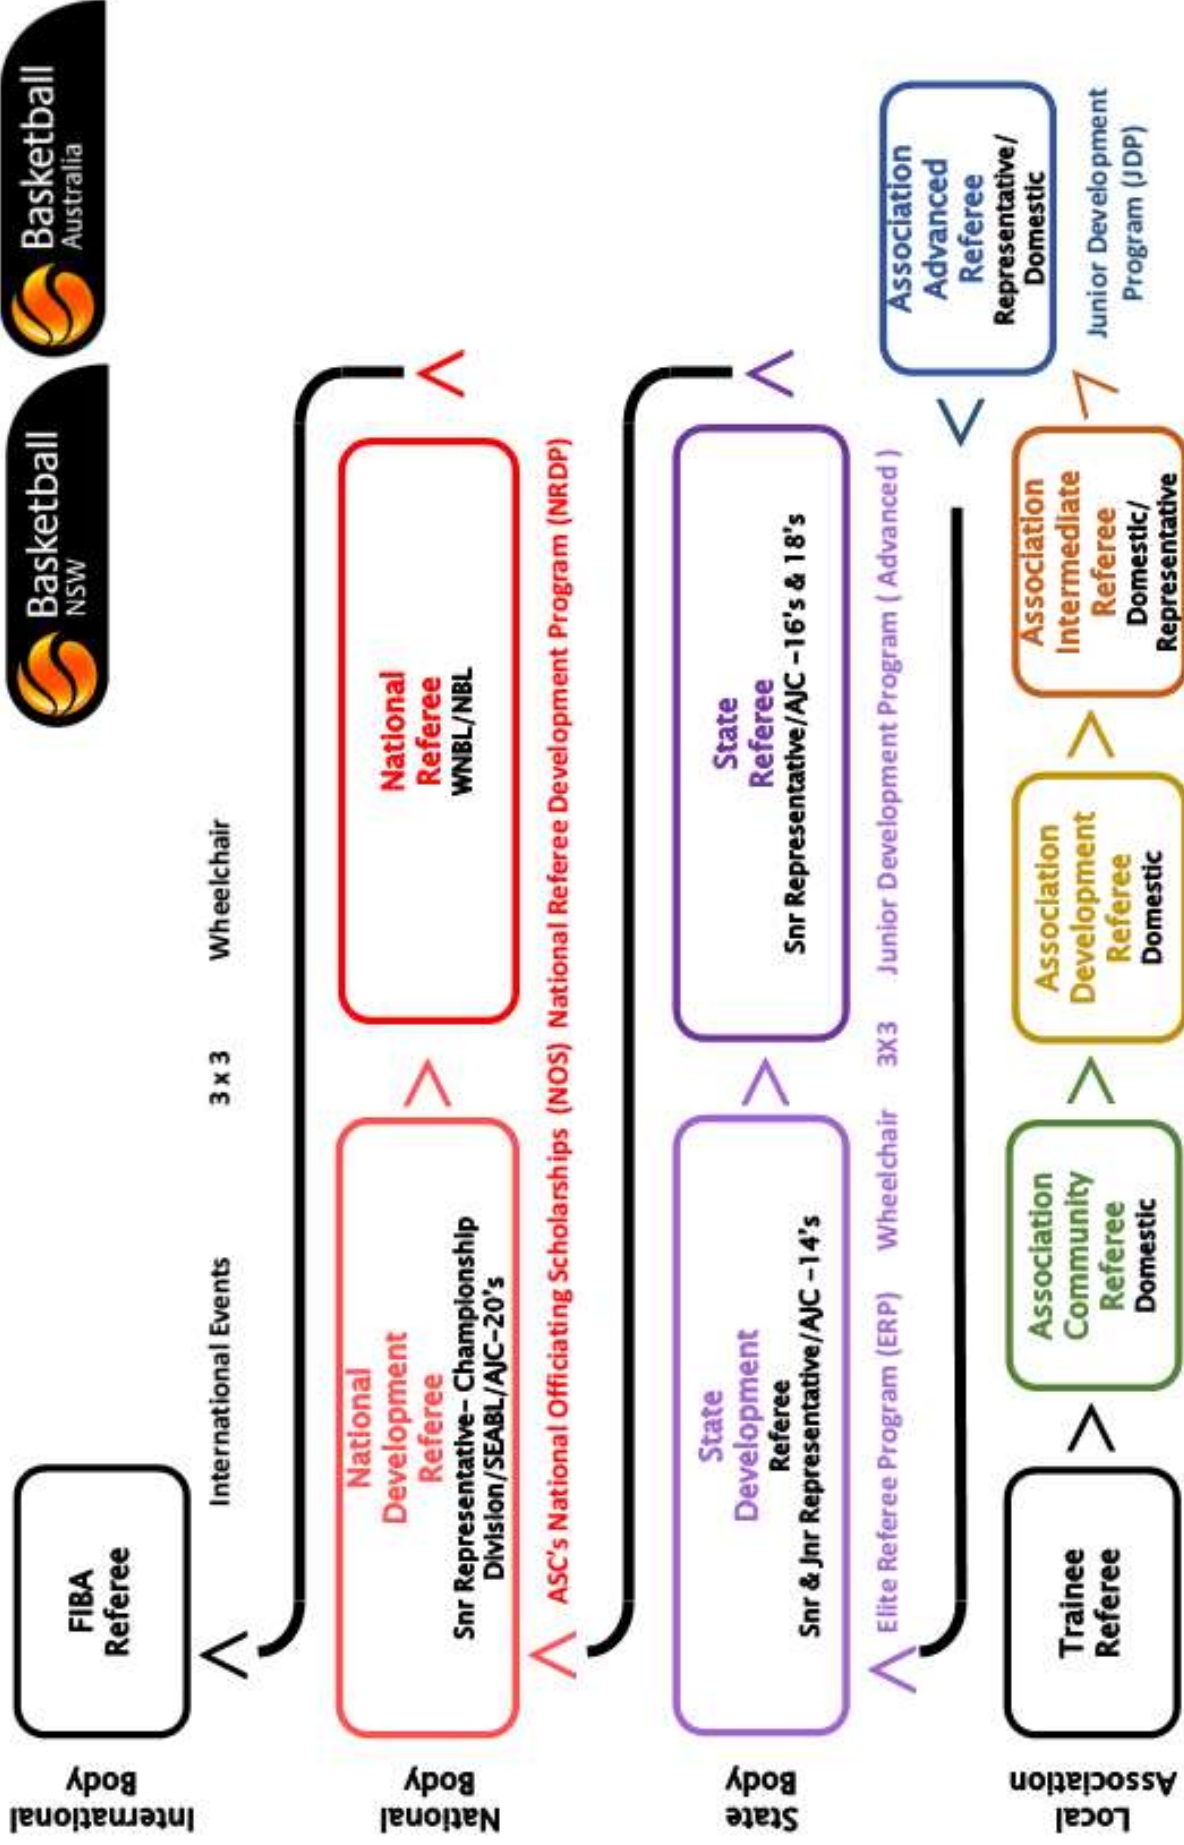 Basketball
NSW
Basketball
Australia
International
Body
FIBA
Referee
International Events
3 x 3
Wheelchair
National
Body
National
Development
Referee
Snr Representative- Championship
Division/SEABL/AJC-20's
National
Referee
WNBL/NBL
ASC's National Officiating Scholarships (NOS) National Referee Development Program (NRDP)
State
Body
State
Development
Referee
Snr & Jnr Representative/AJC -14's
State
Referee
Snr Representative/AJC -16's & 18's
Elite Referee Program (ERP)
Wheelchair
3X3
Junior Development Program ( Advanced )
Local
Association
Trainee
Referee
Association
Community
Referee
Domestic
Association
Development
Referee
Domestic
Association
Intermediate
Referee
Domestic/
Representative
Association
Advanced
Referee
Representative/
Domestic
Junior Development
Program (JDP)